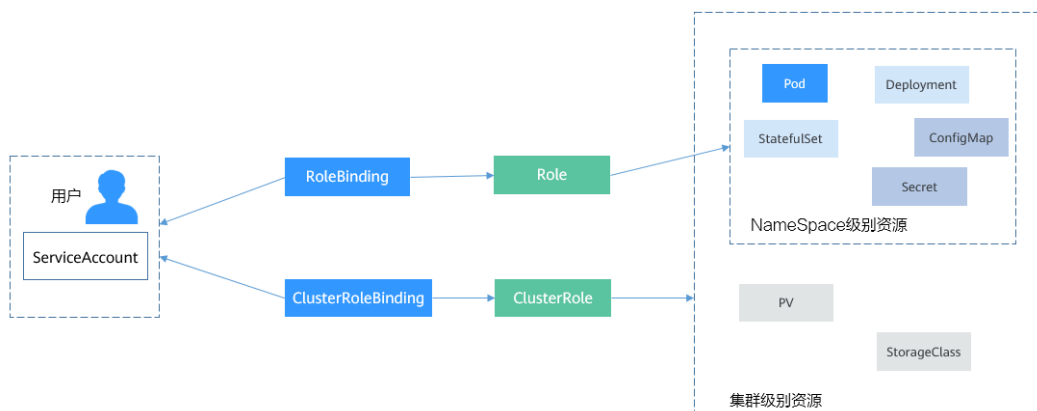 用户
ServiceAccount
RoleBinding
Role
ClusterRoleBinding
ClusterRole
Pod
Deployment
StatefulSet
ConfigMap
Secret
NameSpace级别资源
PV
StorageClass
集群级别资源